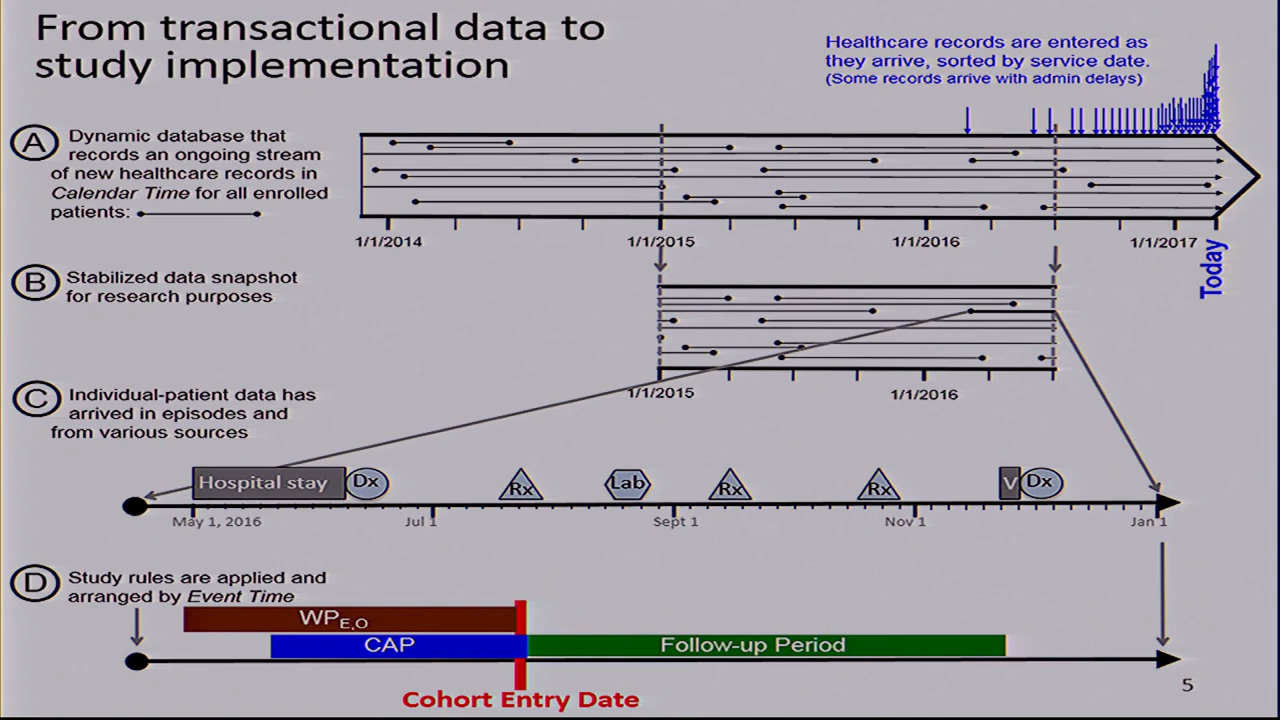 From transactional data to
study implementation
Healthcare records are entered as
they arrive, sorted by service date.
(Some records arrive with admin delays)
A
Dynamic database that
records an ongoing stream
of new healthcare records in
Calendar Time for all enrolled
patients:
1/1/2014
1/1/2015
1/1/2016
1/1/2017
Today
B
Stabilized data snapshot
for research purposes
1/1/2015
1/1/2016
C
Individual-patient data has
arrived in episodes and
from various sources
Hospital stay
Dx
Rx
Lab
Rx
Rx
V
Dx
May 1, 2016
Jul 1
Sept 1
Nov 1
Jan 1
D
Study rules are applied and
arranged by Event Time
WPE,O
CAP
Follow-up Period
Cohort Entry Date
5